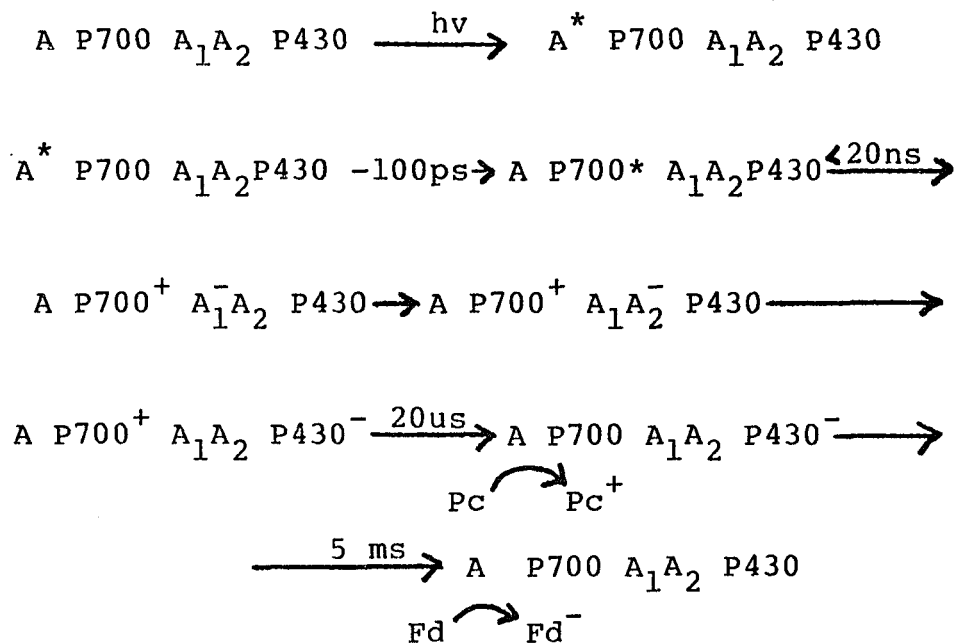 A P700 A₁A₂ P430 —hv→ A* P700 A₁A₂ P430
A* P700 A₁A₂P430 -100ps→ A P700* A₁A₂P430 <20ns→
A P700⁺ A₁⁻A₂ P430 → A P700⁺ A₁A₂⁻ P430 →
A P700⁺ A₁A₂ P430⁻ —20us→ A P700 A₁A₂ P430⁻ →
Pc → Pc⁺
5 ms→ A P700 A₁A₂ P430
Fd → Fd⁻